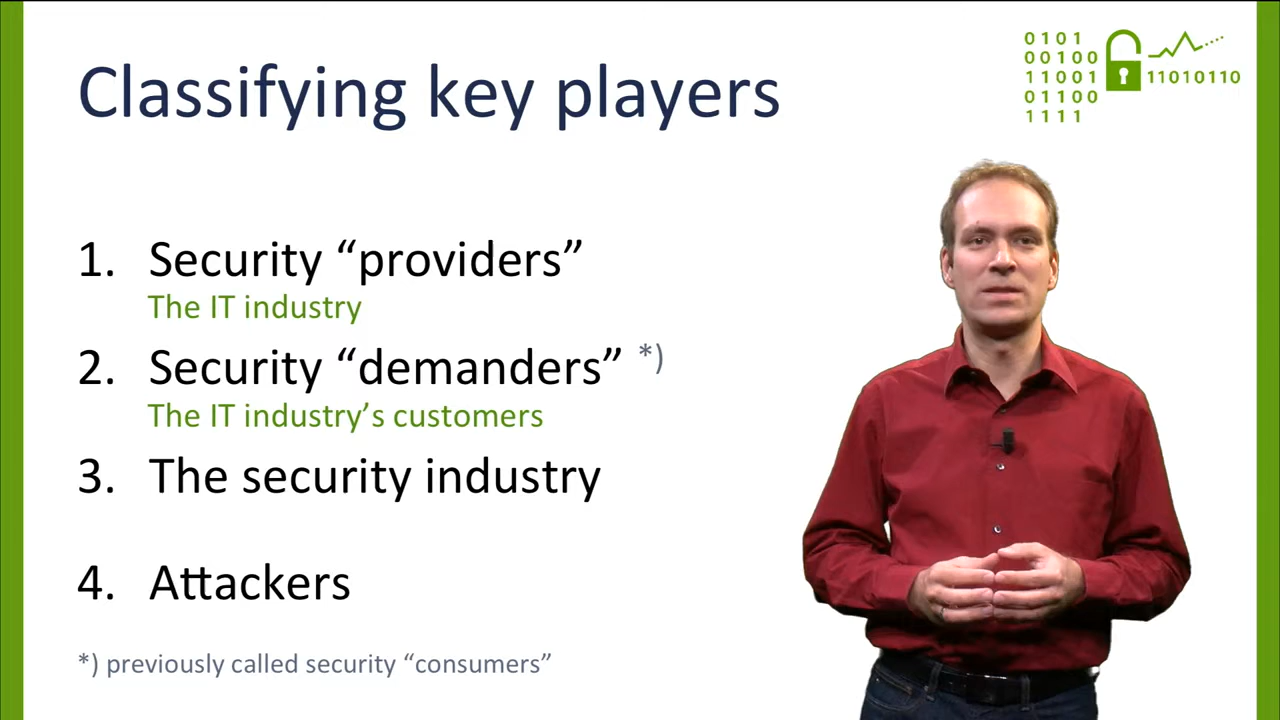 Classifying key players
0101
00100
11001
01100
1111
11010110
1. Security “providers”
The IT industry
2. Security “demanders” *)
The IT industry’s customers
3. The security industry
4. Attackers
*) previously called security “consumers”